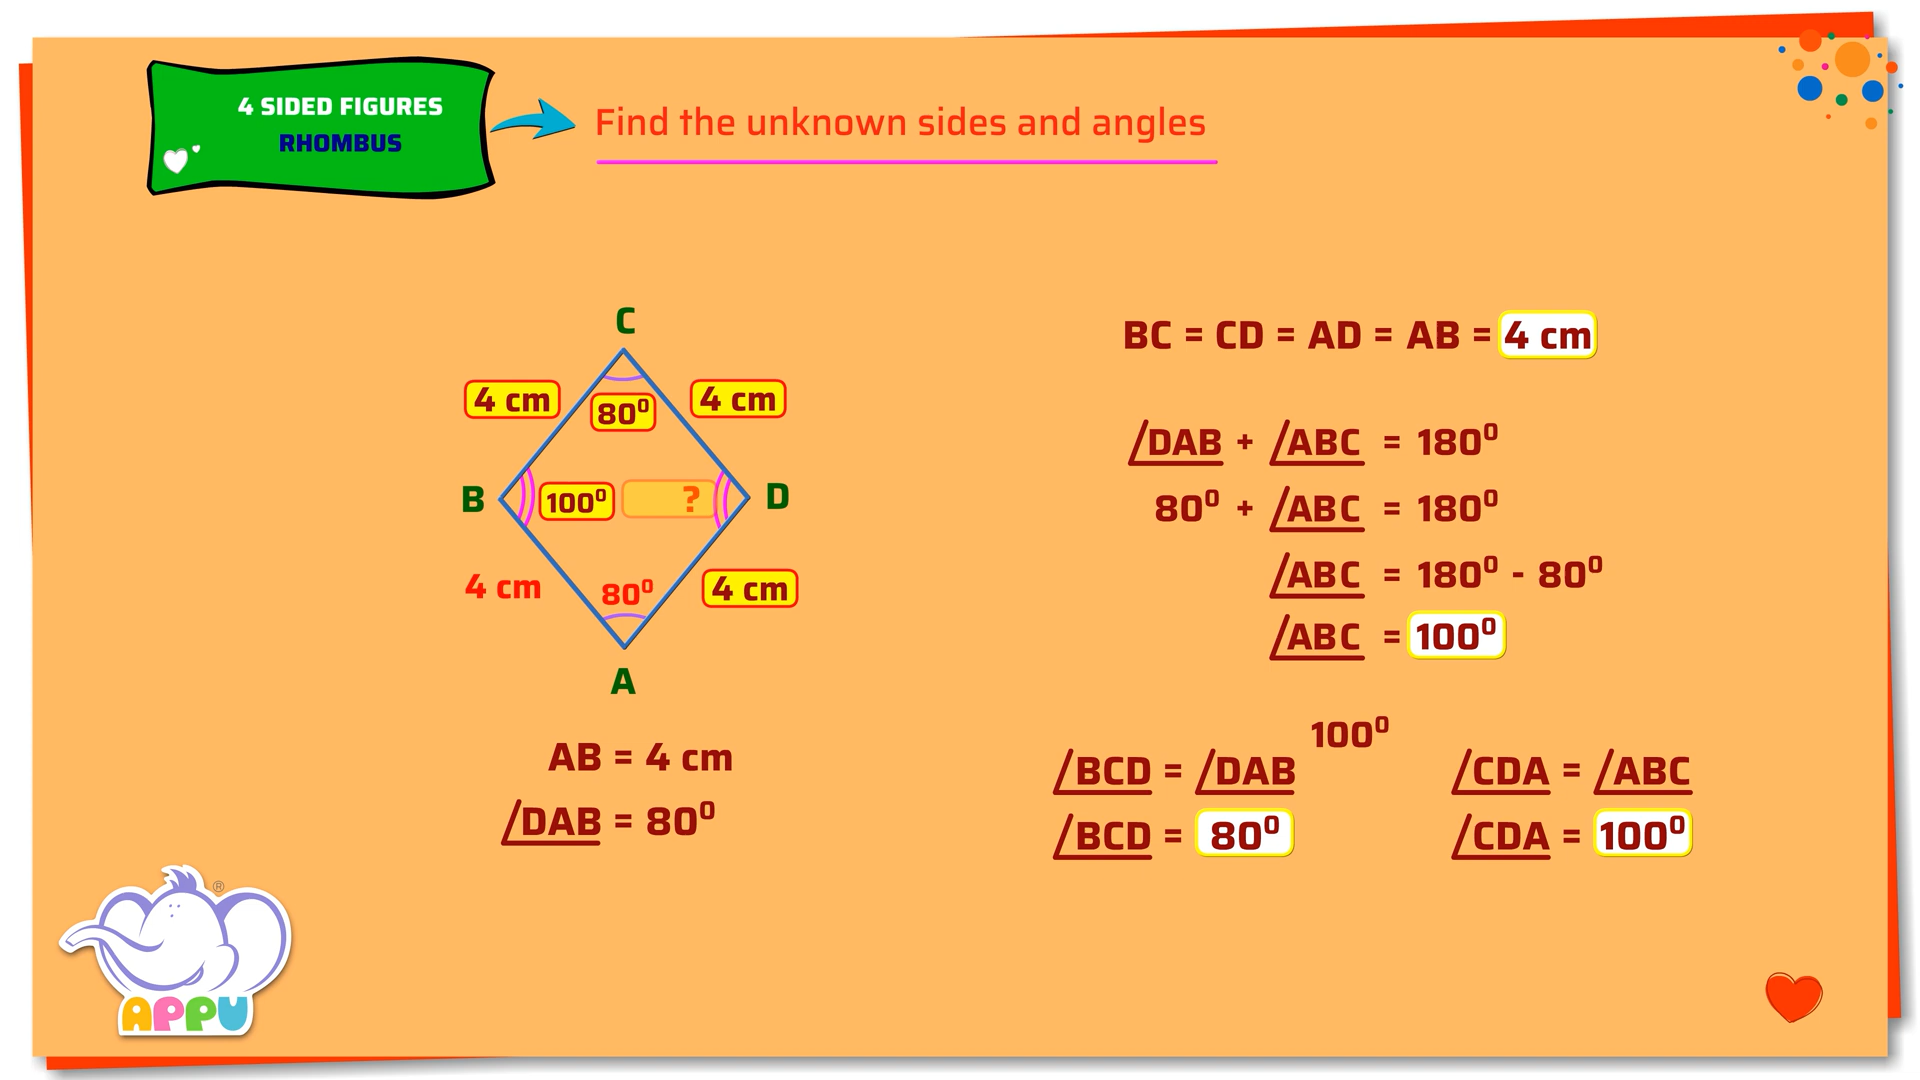 4 SIDED FIGURES
RHOMBUS
Find the unknown sides and angles
C
4 cm 80⁰ 4 cm
B 100⁰ ? D
4 cm 80⁰ 4 cm
A
AB = 4 cm
∠DAB = 80⁰
BC = CD = AD = AB = 4 cm
∠DAB + ∠ABC = 180⁰
80⁰ + ∠ABC = 180⁰
∠ABC = 180⁰ - 80⁰
∠ABC = 100⁰
100⁰
∠BCD = ∠DAB
∠BCD = 80⁰
∠CDA = ∠ABC
∠CDA = 100⁰
®
APPU